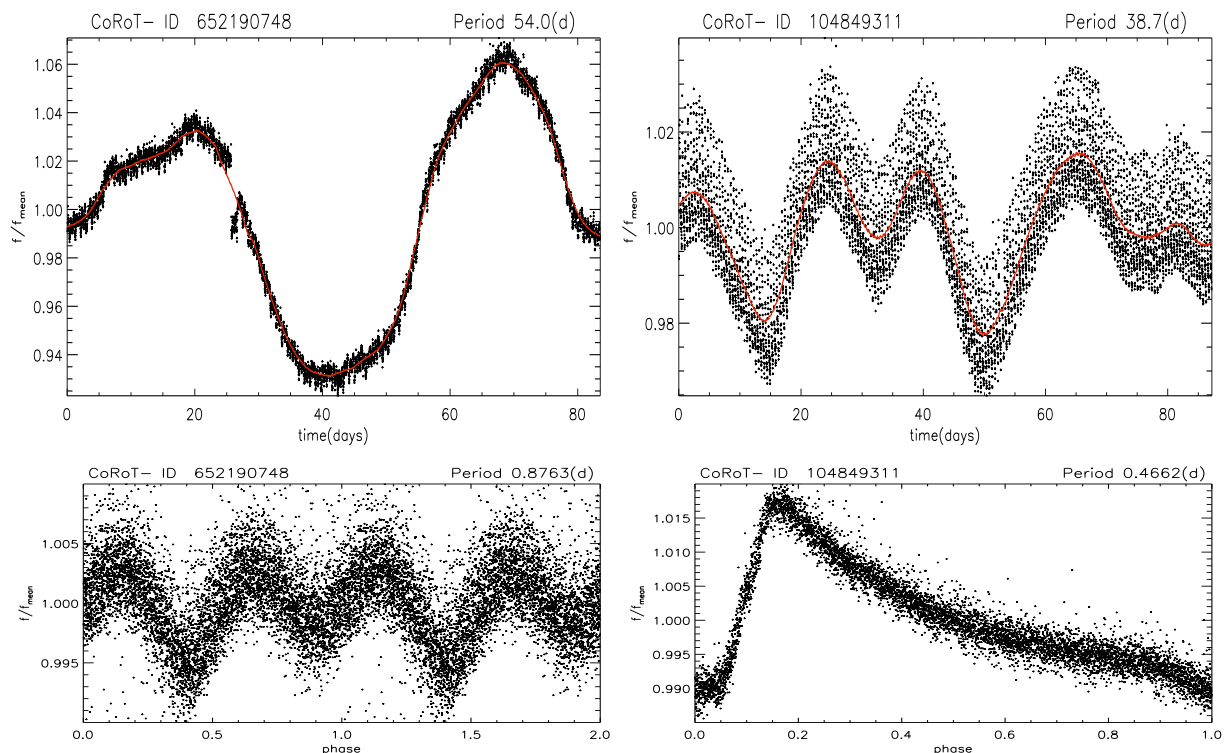 CoRoT- ID 652190748 Period 54.0(d)
1.06
1.04
1.02
1.00
0.98
0.96
0.94
f/fmean
0 20 40 60 80
time(days)
CoRoT- ID 104849311 Period 38.7(d)
1.02
1.00
0.98
f/fmean
0 20 40 60 80
time(days)
CoRoT- ID 652190748 Period 0.8763(d)
1.005
1.000
0.995
f/fmean
0.0 0.5 1.0 1.5 2.0
phase
CoRoT- ID 104849311 Period 0.4662(d)
1.015
1.010
1.005
1.000
0.995
0.990
f/fmean
0.0 0.2 0.4 0.6 0.8 1.0
phase